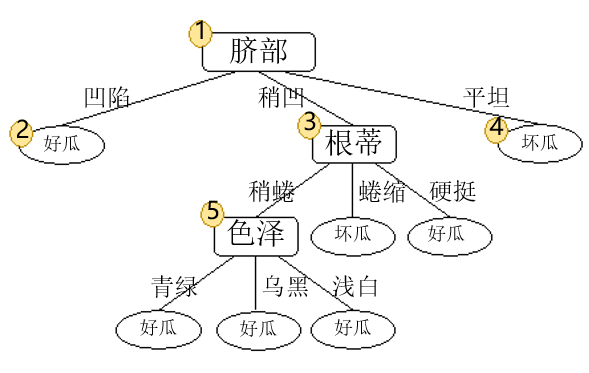 1
脐部
凹陷
稍凹
平坦
2
好瓜
3
根蒂
4
坏瓜
稍蜷
蜷缩
硬挺
5
色泽
坏瓜
好瓜
青绿
乌黑
浅白
好瓜
好瓜
好瓜